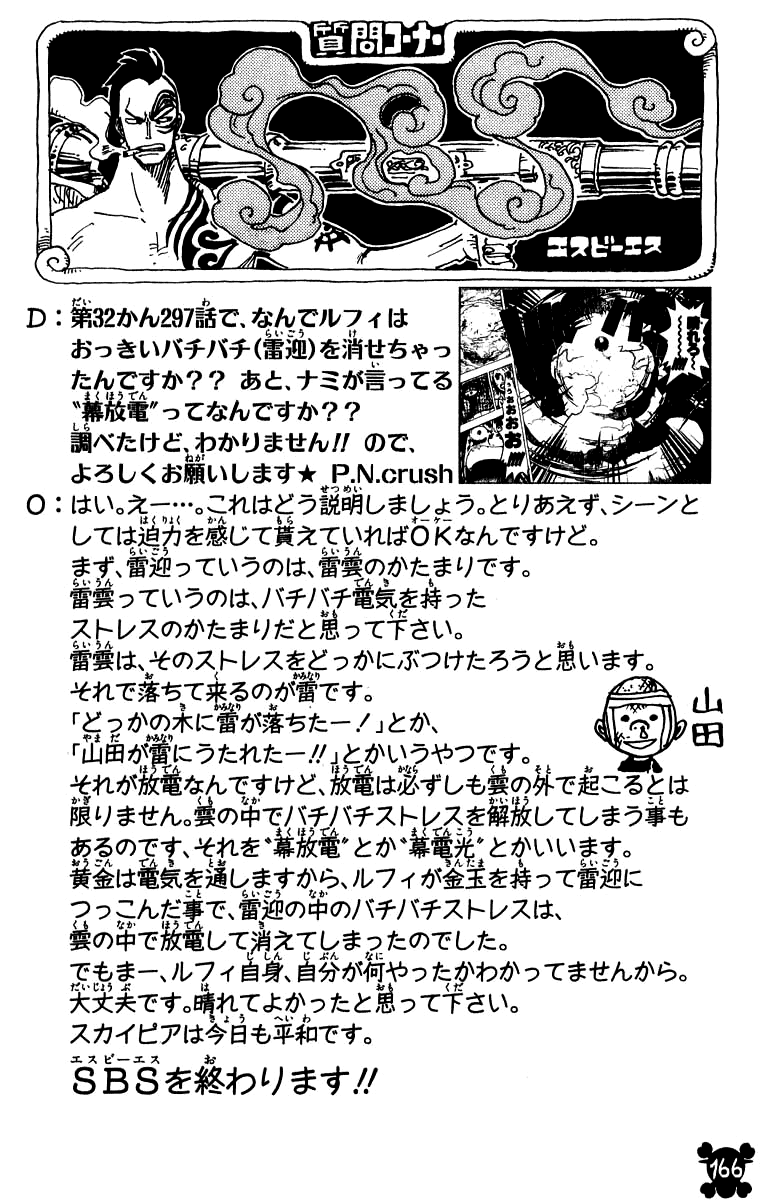 質問コーナー
エスビーエス
D：第32かん297話で、なんでルフィは
おっきいバチバチ(雷迎)を消せちゃっ
たんですか？？ あと、ナミが言ってる
〝幕放電〟ってなんですか？？
調べたけど、わかりません!! ので、
よろしくお願いします★ P.N.crush
晴れろ〜〜〜!!!
うおおおお!!!!
O：はい。えー…。これはどう説明しましょう。とりあえず、シーンと
しては迫力を感じて貰えていればOKなんですけど。
まず、雷迎っていうのは、雷雲のかたまりです。
雷雲っていうのは、バチバチ電気を持った
ストレスのかたまりだと思って下さい。
雷雲は、そのストレスをどっかにぶつけたろうと思います。
それで落ちて来るのが雷です。
「どっかの木に雷が落ちたー！」とか、
「山田が雷にうたれたー!!」とかいうやつです。
山田
それが放電なんですけど、放電は必ずしも雲の外で起こるとは
限りません。雲の中でバチバチストレスを解放してしまう事も
あるのです、それを〝幕放電〟とか〝幕電光〟とかいいます。
黄金は電気を通しますから、ルフィが金玉を持って雷迎に
つっこんだ事で、雷迎の中のバチバチストレスは、
雲の中で放電して消えてしまったのでした。
でもまー、ルフィ自身、自分が何やったかわかってませんから。
大丈夫です。晴れてよかったと思って下さい。
スカイピアは今日も平和です。
SBSを終わります!!
166